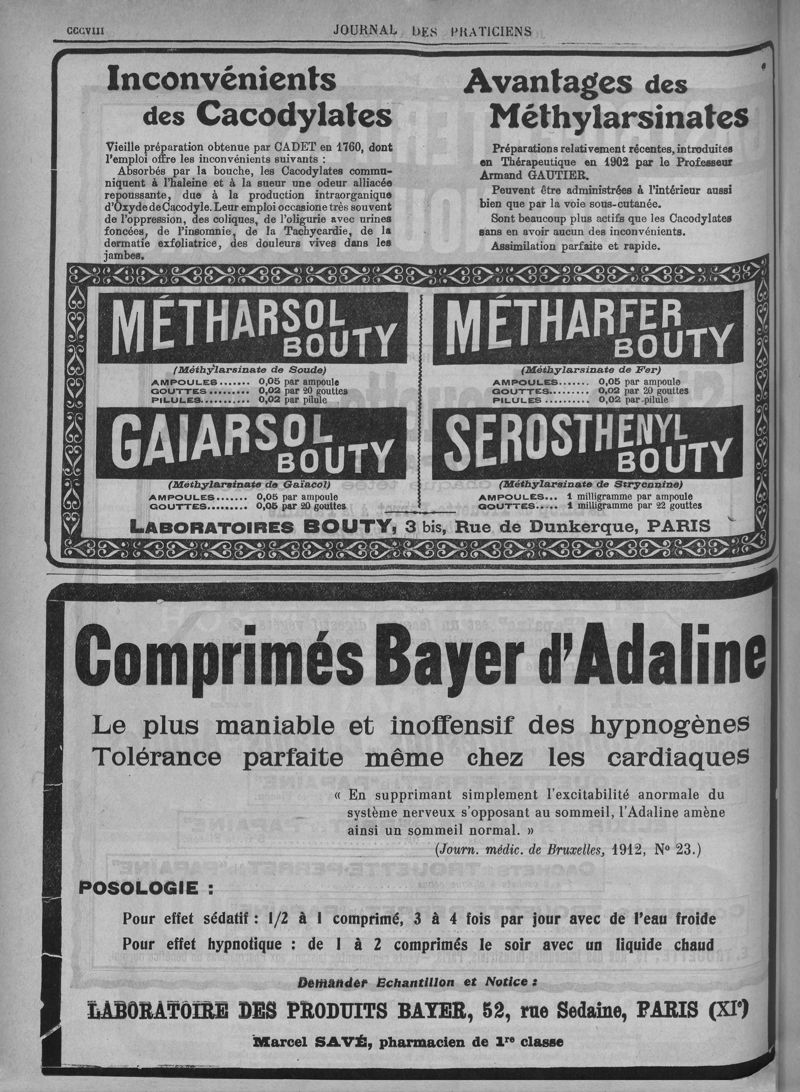 CCCVIII
JOURNAL DES PRATICIENS
Inconvénients
des Cacodylates
Vieille préparation obtenue par CADET en 1760, dont
l'emploi offre les inconvénients suivants :
Absorbés par la bouche, les Cacodylates commu-
niquent à l'haleine et à la sueur une odeur alliacée
repoussante, due à la production intraorganique
d'Oxyde de Cacodyle. Leur emploi occasione très souvent
de l'oppression, des coliques, de l'oligurie avec urines
foncées, de l'insomnie, de la Tachycardie, de la
dermatie exfoliatrice, des douleurs vives dans les
jambes.
Avantages des
Méthylarsinates
Préparations relativement récentes, introduites
en Thérapeutique en 1902 par le Professeur
Armand GAUTIER.
Peuvent être administrées à l'intérieur aussi
bien que par la voie sous-cutanée.
Sont beaucoup plus actifs que les Cacodylates
sans en avoir aucun des inconvénients.
Assimilation parfaite et rapide.
MÉTHARSOL
BOUTY
(Méthylarsinate de Soude)
AMPOULES....... 0,05 par ampoule
GOUTTES......... 0,02 par 20 gouttes
PILULES........... 0,02 par pilule
MÉTHARFER
BOUTY
(Méthylarsinate de Fer)
AMPOULES....... 0,05 par ampoule
GOUTTES......... 0,02 par 20 gouttes
PILULES .......... 0,02 par pilule
GAIARSOL
BOUTY
(Méthylarsinate de Gaïacol)
AMPOULES....... 0,05 par ampoule
GOUTTES......... 0,05 par 20 gouttes
SEROSTHENYL
BOUTY
(Méthylarsinate de Strycnnine)
AMPOULES... 1 milligramme par ampoule
GOUTTES..... 1 milligramme par 22 gouttes
LABORATOIRES BOUTY, 3 bis, Rue de Dunkerque, PARIS
Comprimés Bayer d'Adaline
Le plus maniable et inoffensif des hypnogènes
Tolérance parfaite même chez les cardiaques
« En supprimant simplement l'excitabilité anormale du
système nerveux s'opposant au sommeil, l'Adaline amène
ainsi un sommeil normal. »
(Journ. médic. de Bruxelles, 1912, No 23.)
POSOLOGIE :
Pour effet sédatif : 1/2 à 1 comprimé, 3 à 4 fois par jour avec de l'eau froide
Pour effet hypnotique : de 1 à 2 comprimés le soir avec un liquide chaud
Demander Echantillon et Notice :
LABORATOIRE DES PRODUITS BAYER, 52, rue Sedaine, PARIS (XIe)
Marcel SAVÉ, pharmacien de 1re classe